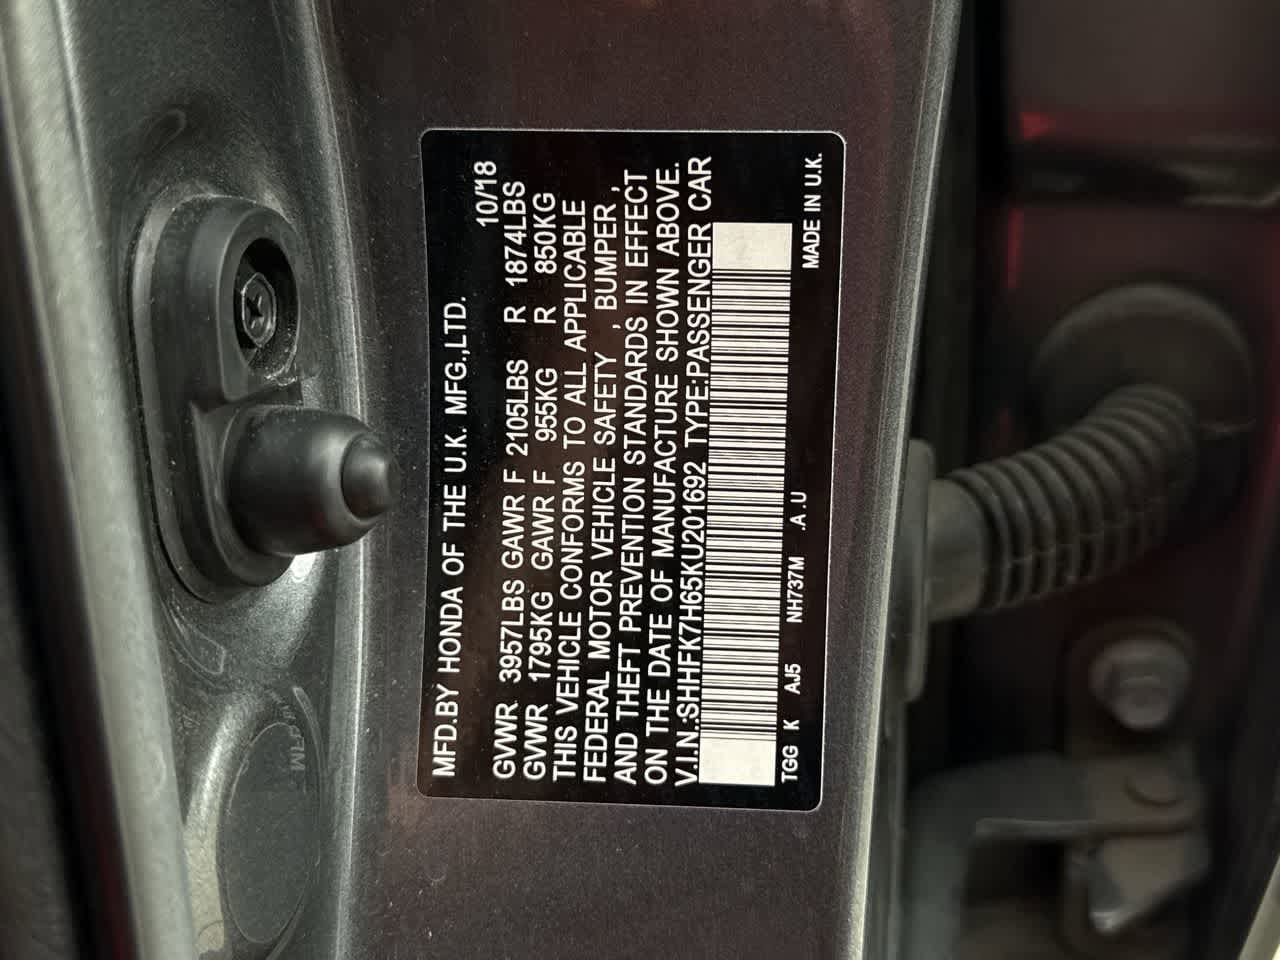 MFD.BY HONDA OF THE U.K. MFG.,LTD.
10/18
GVWR 3957LBS GAWR F 2105LBS R 1874LBS
GVWR 1795KG GAWR F 955KG R 850KG
THIS VEHICLE CONFORMS TO ALL APPLICABLE
FEDERAL MOTOR VEHICLE SAFETY , BUMPER ,
AND THEFT PREVENTION STANDARDS IN EFFECT
ON THE DATE OF MANUFACTURE SHOWN ABOVE.
V.I.N.:SHHFK7H65KU201692 TYPE:PASSENGER CAR
TGG K AJ5 NH737M .A.U MADE IN U.K.